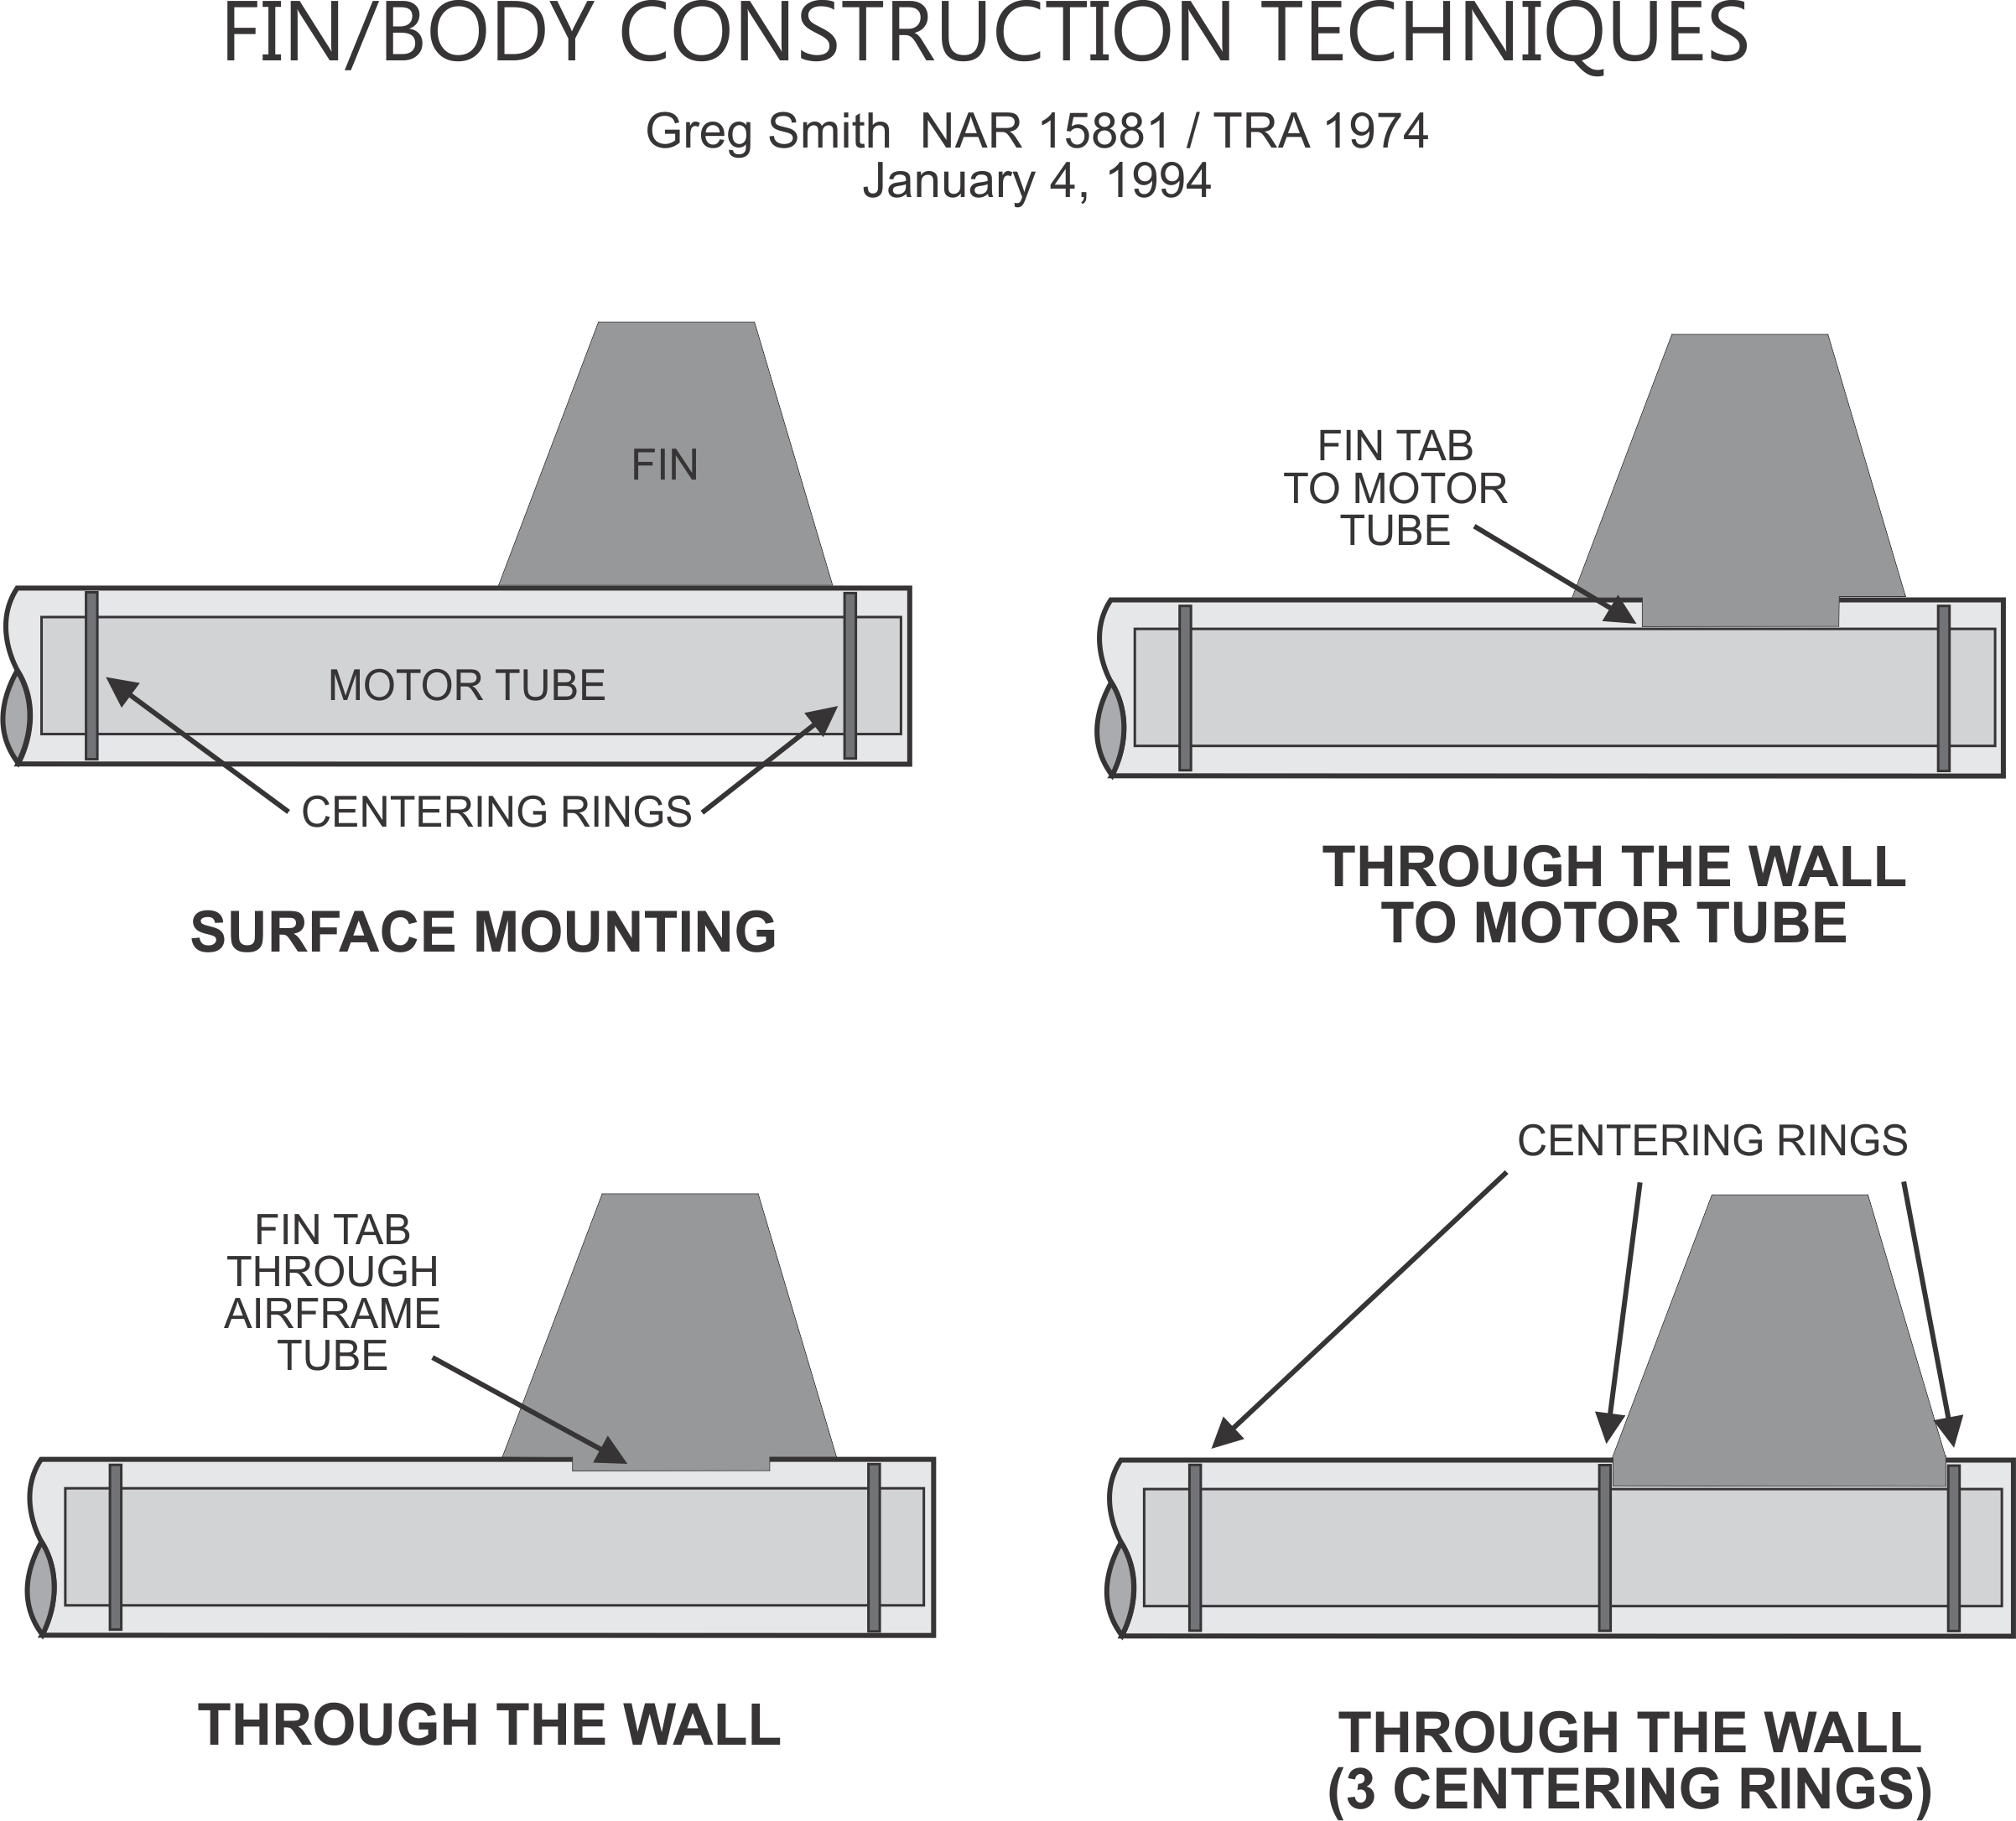 FIN/BODY CONSTRUCTION TECHNIQUES
Greg Smith  NAR 15881 / TRA 1974
January 4, 1994
FIN
MOTOR TUBE
CENTERING RINGS
SURFACE MOUNTING
FIN TAB
TO MOTOR
TUBE
THROUGH THE WALL
TO MOTOR TUBE
FIN TAB
THROUGH
AIRFRAME
TUBE
THROUGH THE WALL
CENTERING RINGS
THROUGH THE WALL
(3 CENTERING RINGS)